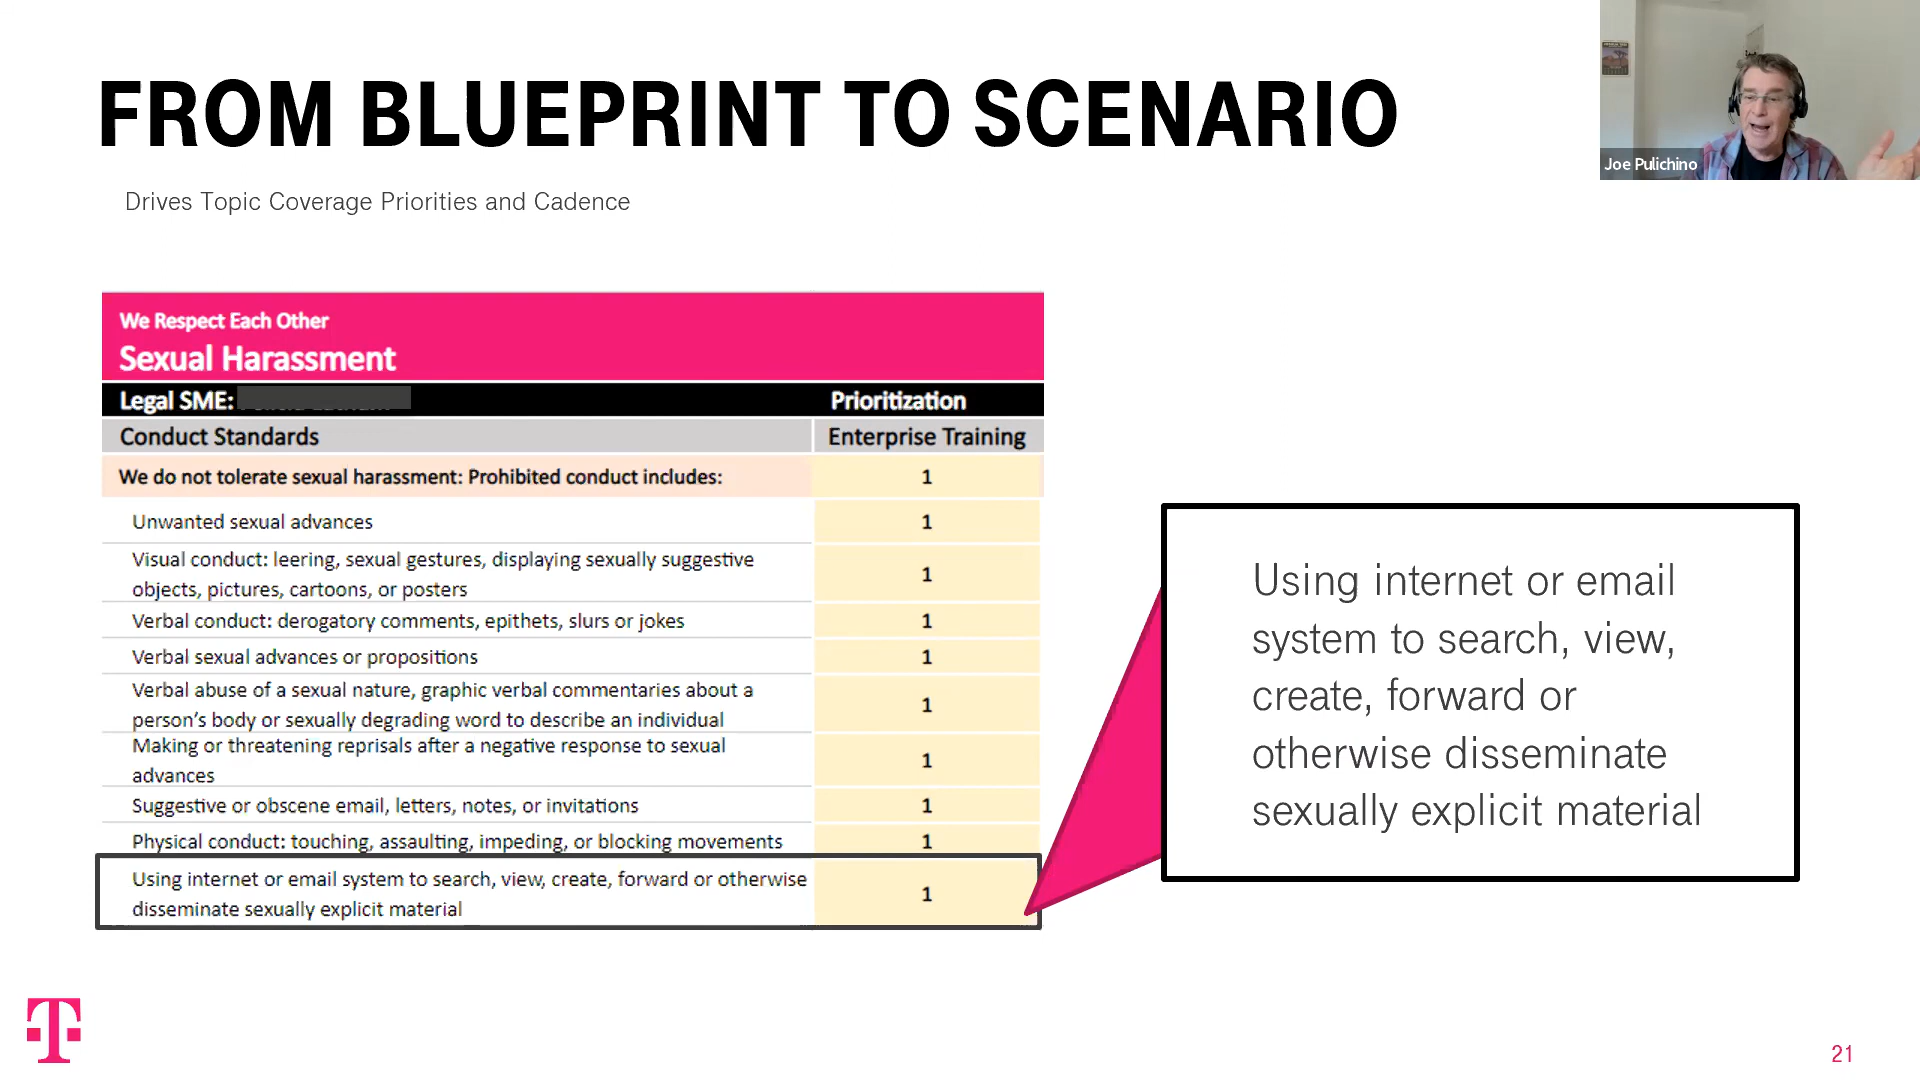 FROM BLUEPRINT TO SCENARIO
Drives Topic Coverage Priorities and Cadence
Joe Pulichino
We Respect Each Other
Sexual Harassment
Legal SME:
Prioritization
Conduct Standards
Enterprise Training
We do not tolerate sexual harassment: Prohibited conduct includes:
1
Unwanted sexual advances
1
Visual conduct: leering, sexual gestures, displaying sexually suggestive
objects, pictures, cartoons, or posters
1
Verbal conduct: derogatory comments, epithets, slurs or jokes
1
Verbal sexual advances or propositions
1
Verbal abuse of a sexual nature, graphic verbal commentaries about a
person's body or sexually degrading word to describe an individual
1
Making or threatening reprisals after a negative response to sexual
advances
1
Suggestive or obscene email, letters, notes, or invitations
1
Physical conduct: touching, assaulting, impeding, or blocking movements
1
Using internet or email system to search, view, create, forward or otherwise
disseminate sexually explicit material
1
Using internet or email
system to search, view,
create, forward or
otherwise disseminate
sexually explicit material
T
21